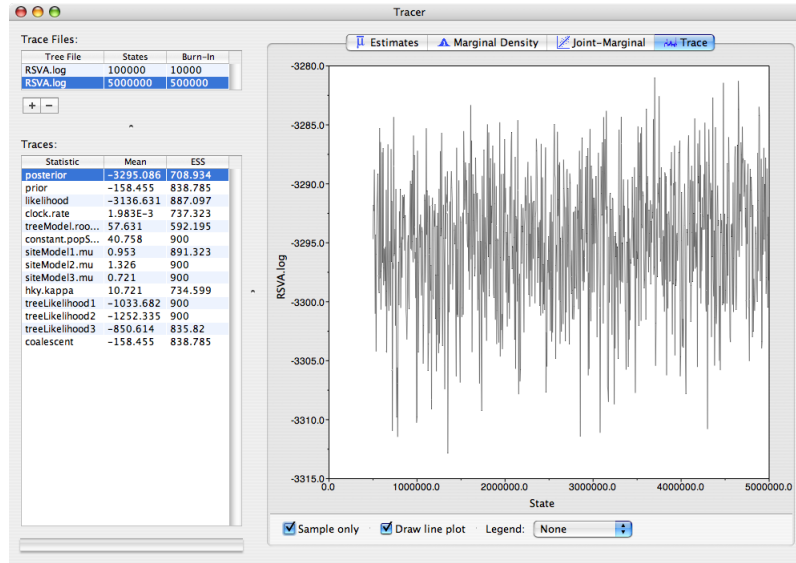 Tracer
Trace Files:
Tree File States Burn-In
RSVA.log 100000 10000
RSVA.log 5000000 500000
+ -
Traces:
Statistic Mean ESS
posterior -3295.086 708.934
prior -158.455 838.785
likelihood -3136.631 887.097
clock.rate 1.983E-3 737.323
treeModel.roo... 57.631 592.195
constant.popS... 40.758 900
siteModel1.mu 0.953 891.323
siteModel2.mu 1.326 900
siteModel3.mu 0.721 900
hky.kappa 10.721 734.599
treeLikelihood1 -1033.682 900
treeLikelihood2 -1252.335 900
treeLikelihood3 -850.614 835.82
coalescent -158.455 838.785
Estimates Marginal Density Joint-Marginal Trace
-3280.0
-3285.0
-3290.0
-3295.0
-3300.0
-3305.0
-3310.0
-3315.0
RSVA.log
0.0 1000000.0 2000000.0 3000000.0 4000000.0 5000000.0
State
Sample only Draw line plot Legend: None